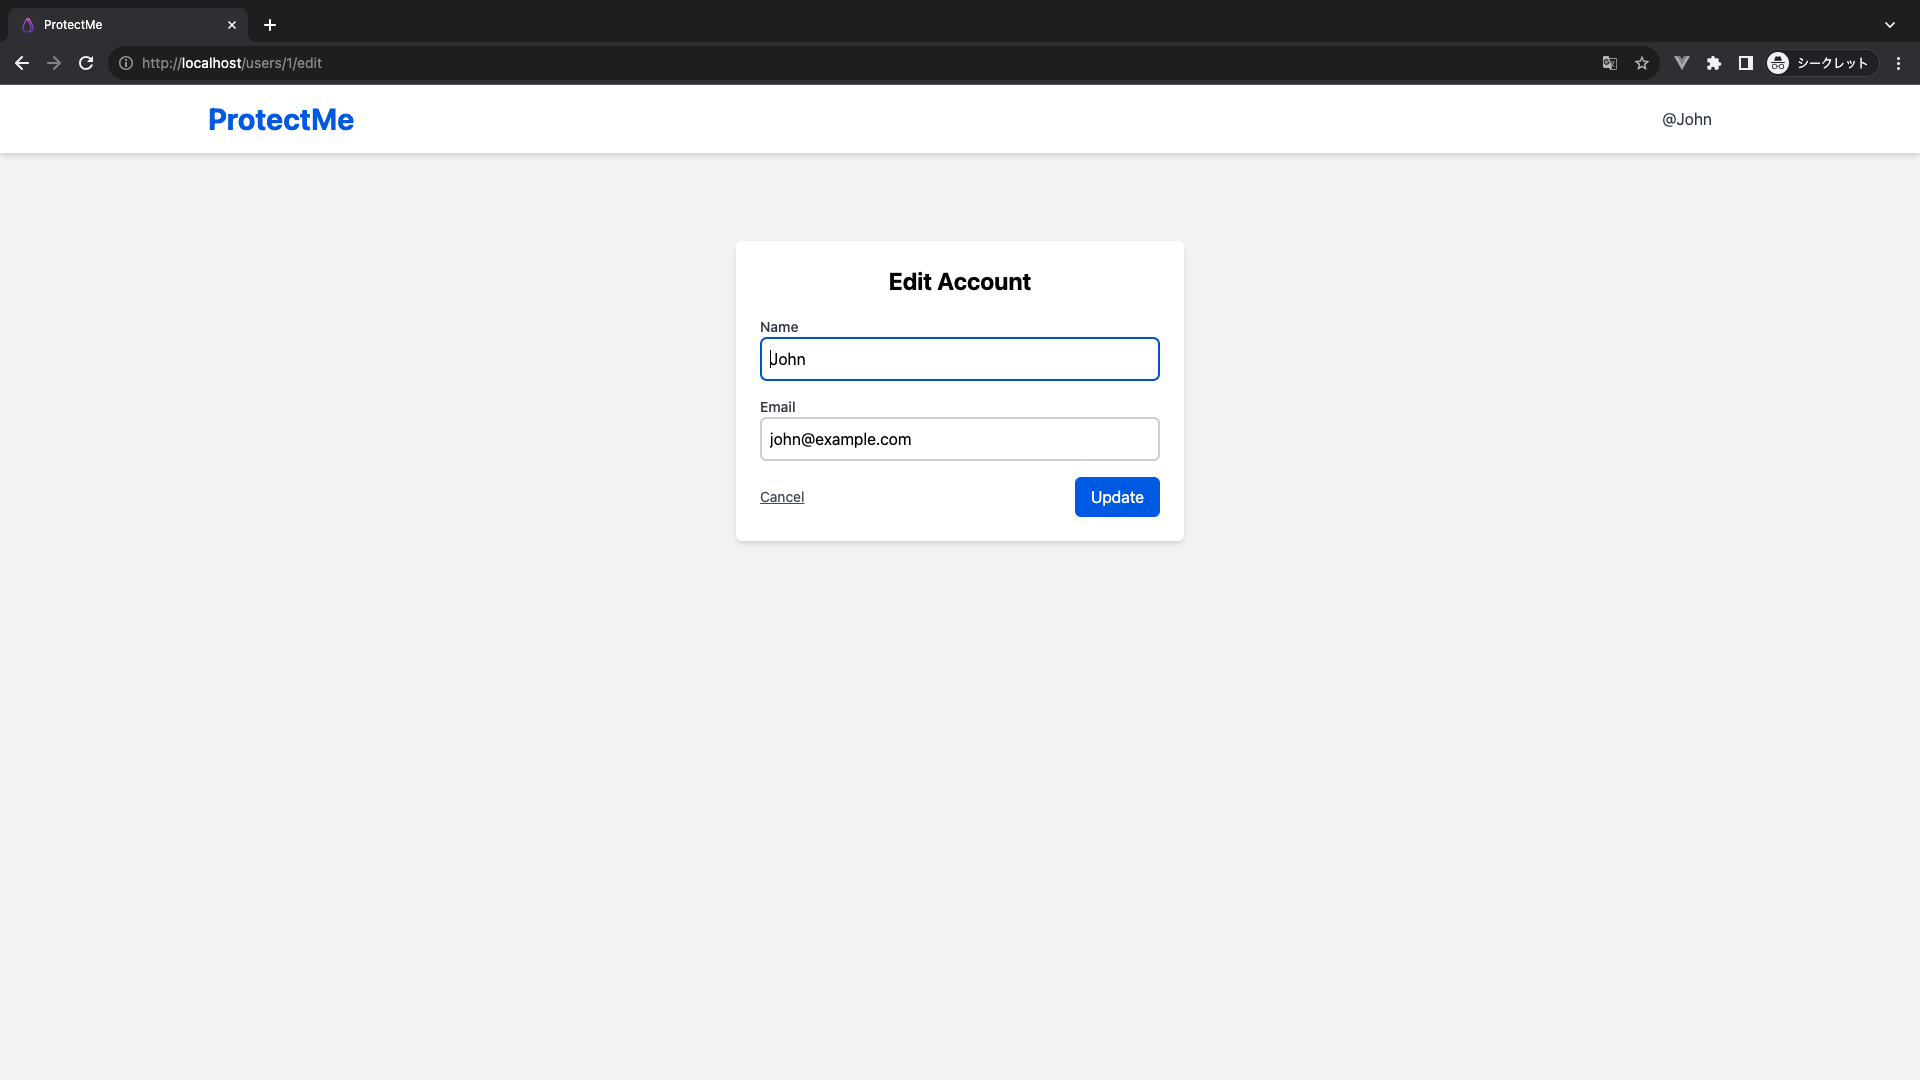 ProtectMe
http://localhost/users/1/edit
シークレット
ProtectMe
@John
Edit Account
Name
John
Email
john@example.com
Cancel
Update